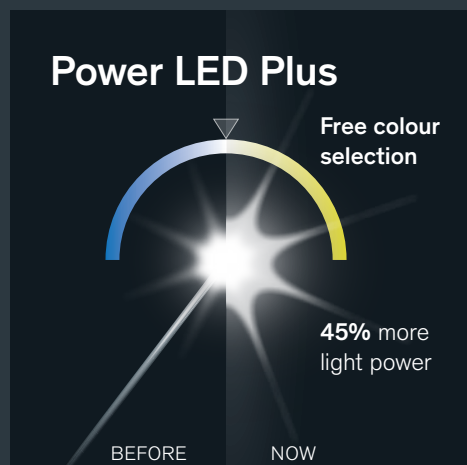 Power LED Plus
Free colour
selection
45% more
light power
BEFORE
NOW